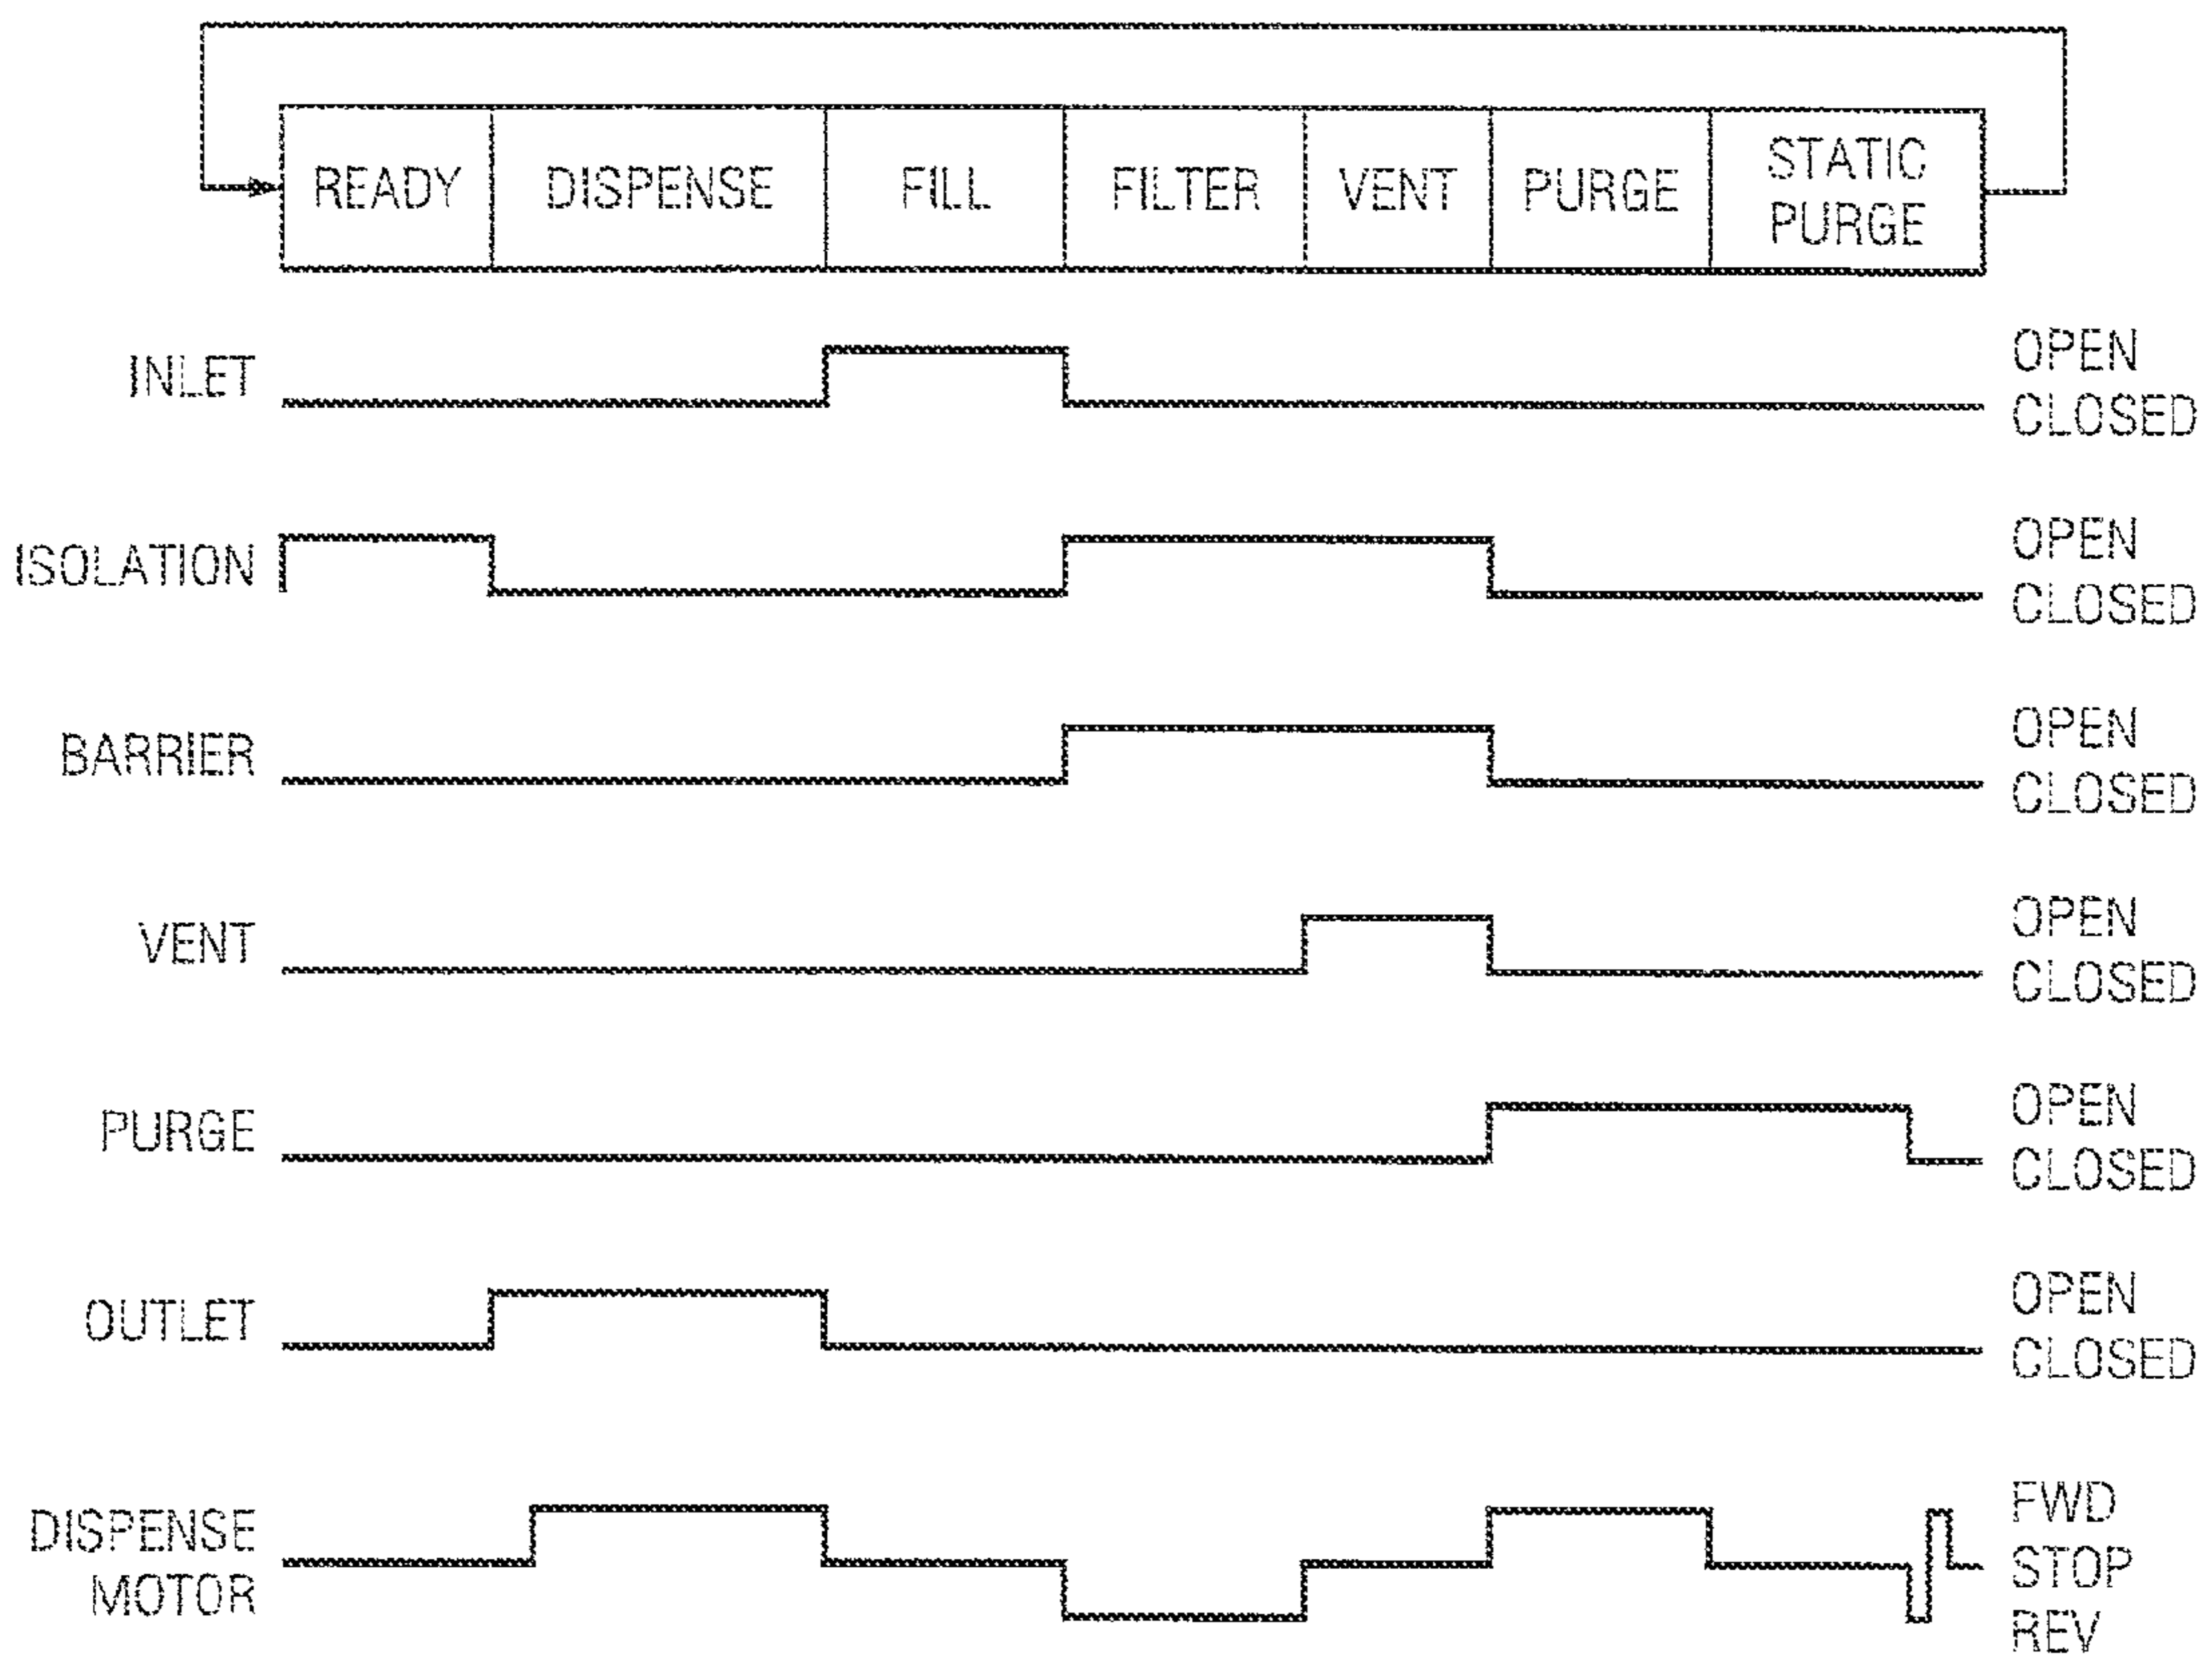 READY DISPENSE FILL FILTER VENT PURGE STATIC
PURGE
INLET
OPEN
CLOSED
ISOLATION
OPEN
CLOSED
BARRIER
OPEN
CLOSED
VENT
OPEN
CLOSED
PURGE
OPEN
CLOSED
OUTLET
OPEN
CLOSED
DISPENSE
MOTOR
FWD
STOP
REV